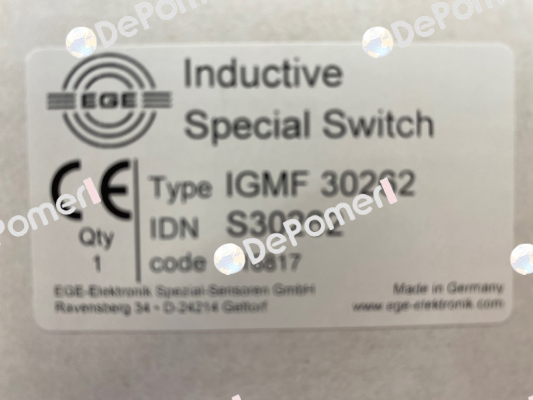 DePomeri
DePomeri
EGE
Inductive
Special Switch
CE
Type IGMF 30262
DePomeri
IDN
Qty
1
code
DePomeri
EGE-Elektronik Spezial-Sensoren GmbH
Ravensberg 34 • D-24214 Gettorf
Made in Germany
www.ege-elektronik.com